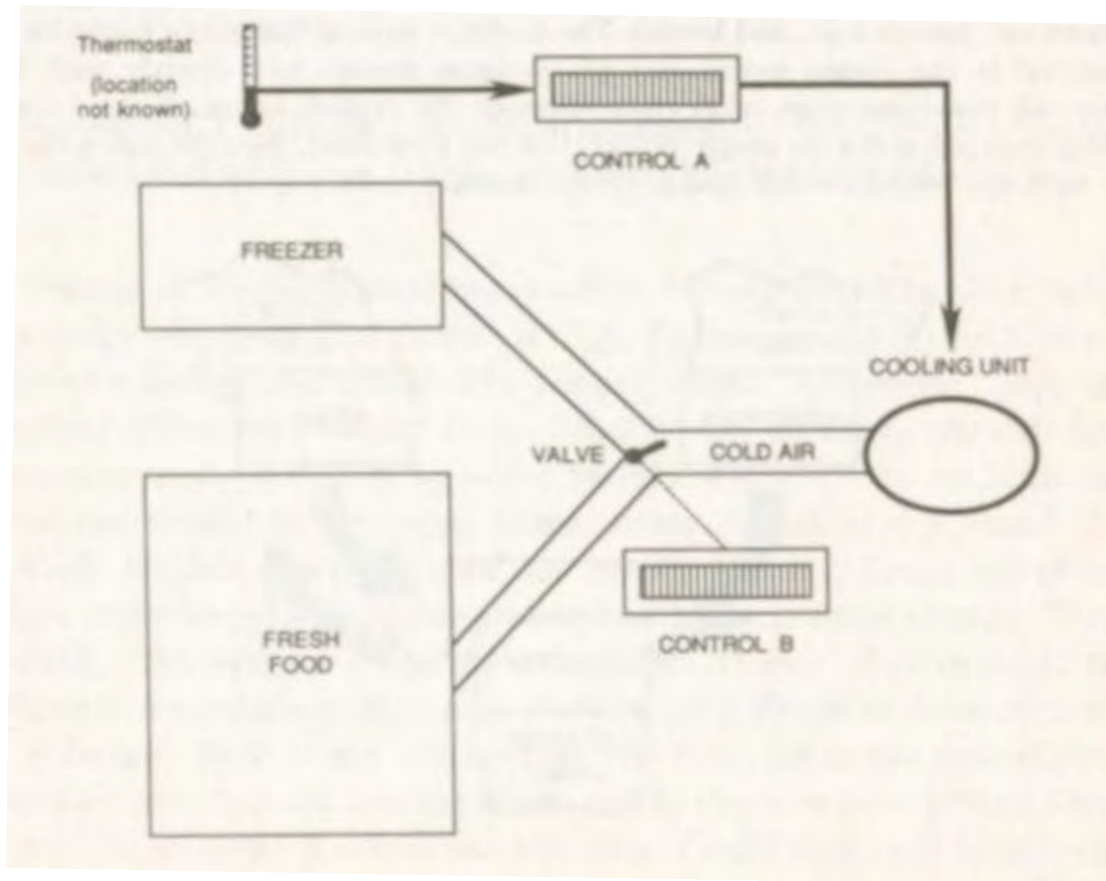 Thermostat
(location
not known)
CONTROL A
FREEZER
COOLING UNIT
VALVE
COLD AIR
CONTROL B
FRESH
FOOD